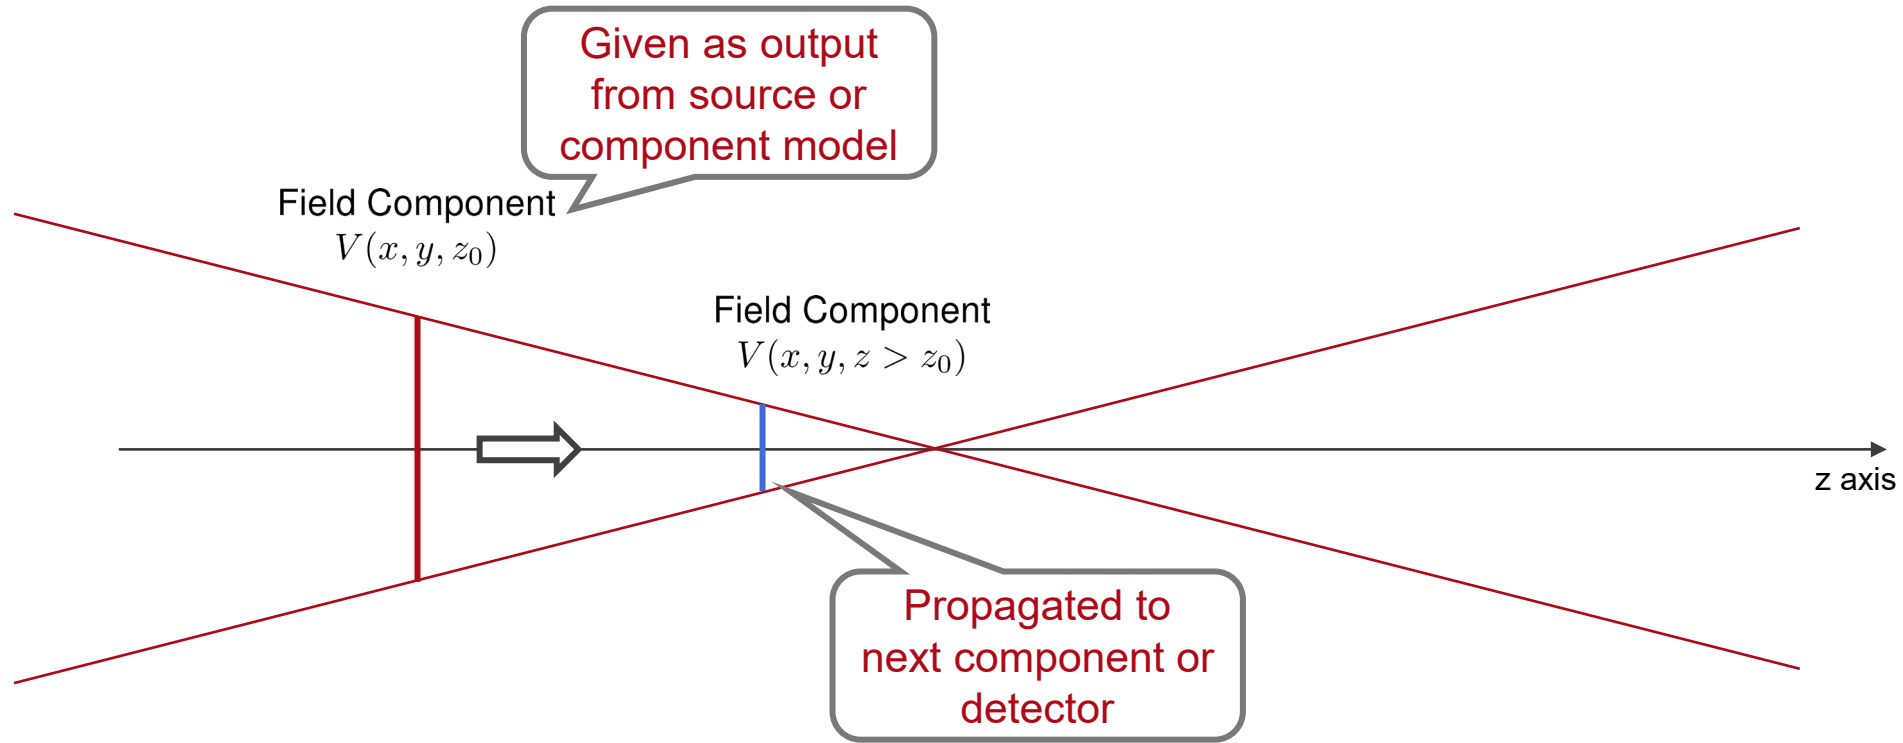 Given as output
from source or
component model
Field Component
V(x, y, z₀)
Field Component
V(x, y, z > z₀)
z axis
Propagated to
next component or
detector